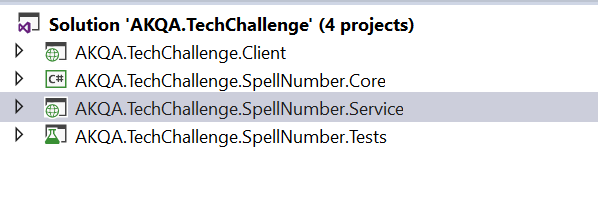 Solution 'AKQA.TechChallenge' (4 projects)
AKQA.TechChallenge.Client
C# AKQA.TechChallenge.SpellNumber.Core
AKQA.TechChallenge.SpellNumber.Service
AKQA.TechChallenge.SpellNumber.Tests